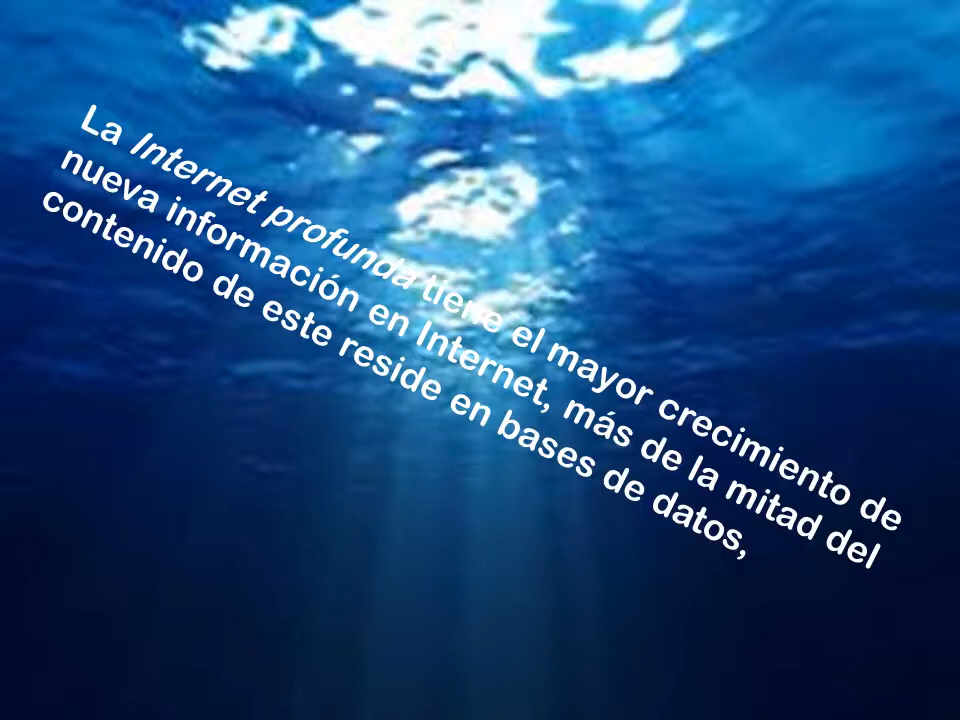 La Internet profunda tiene el mayor crecimiento de
nueva información en Internet, más de la mitad del
contenido de este reside en bases de datos,